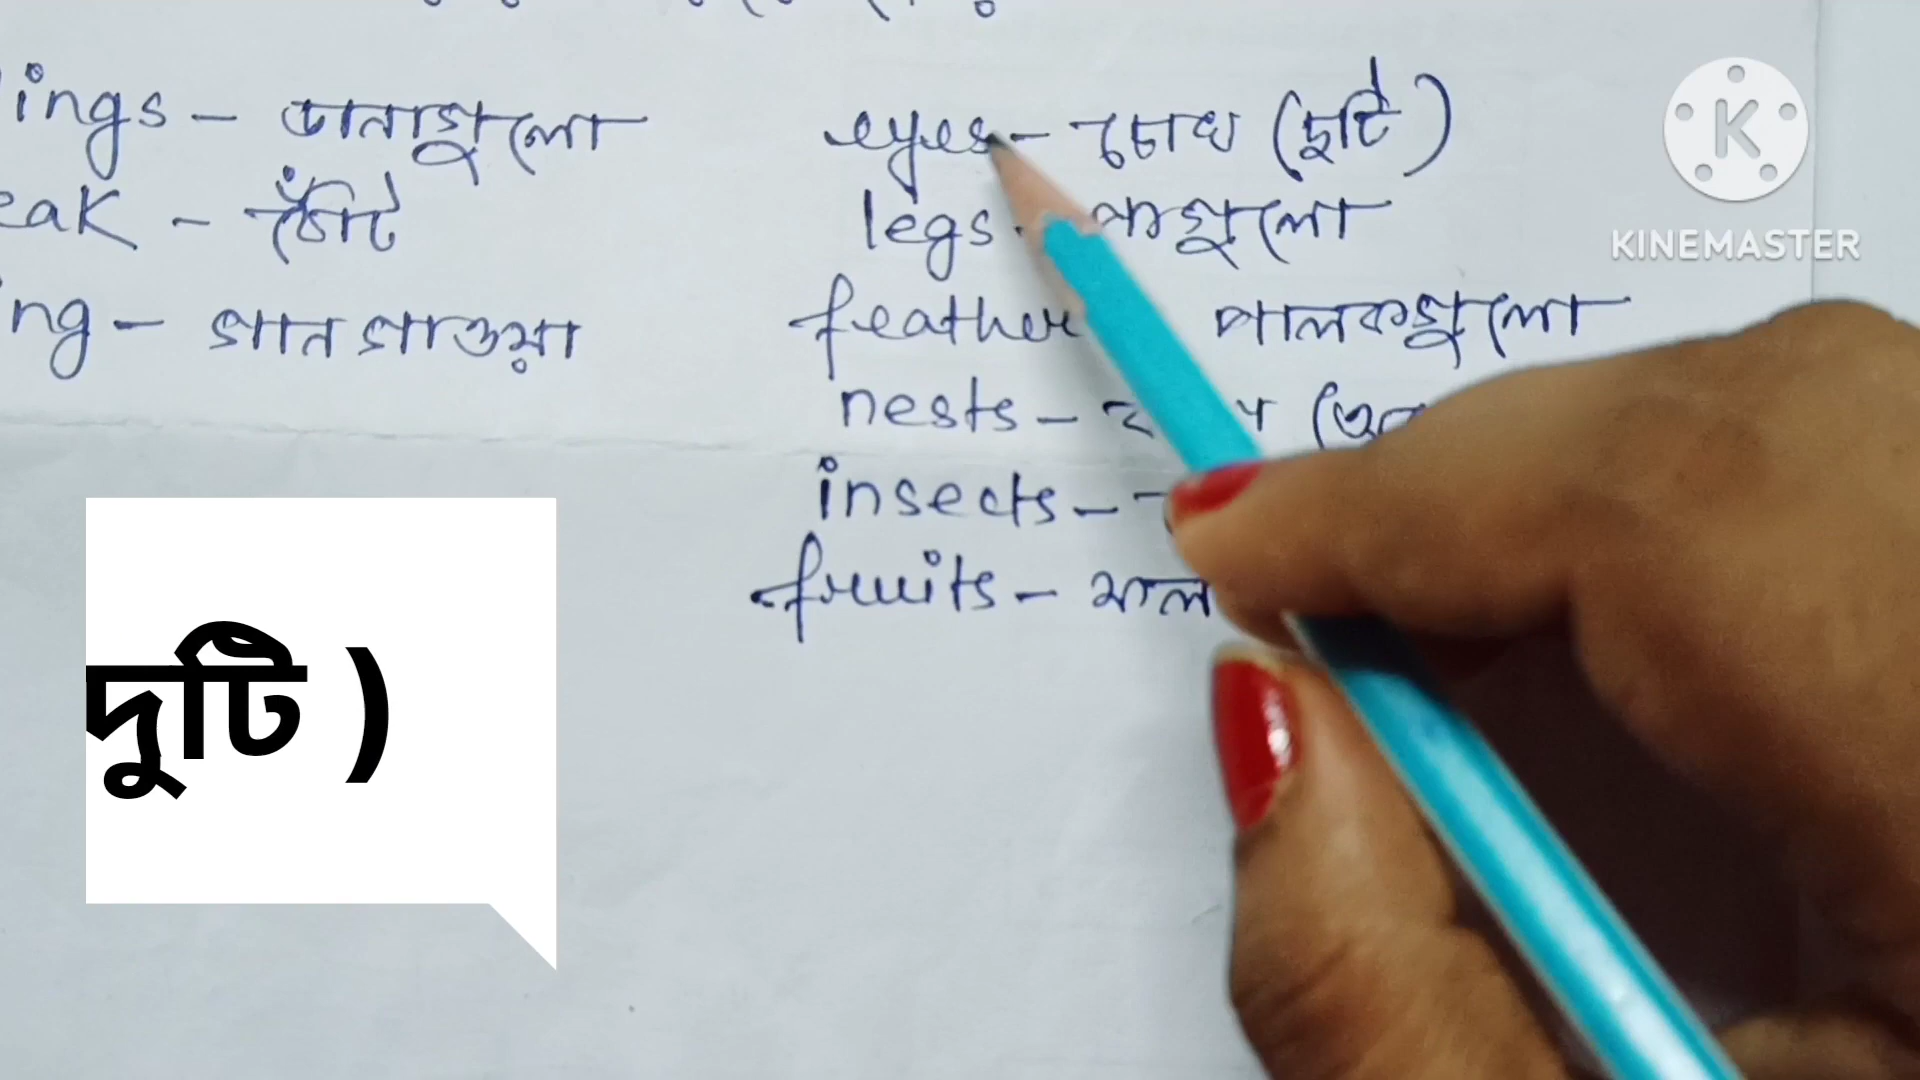 ings – ডানাগুলো
eak – ঠোঁট
ing – গান গাওয়া
eyes – চোখ (দুটি)
legs - পাগুলো
feather পালকগুলো
nests –
insects –
fruits –
দুটি )
K
KINEMASTER